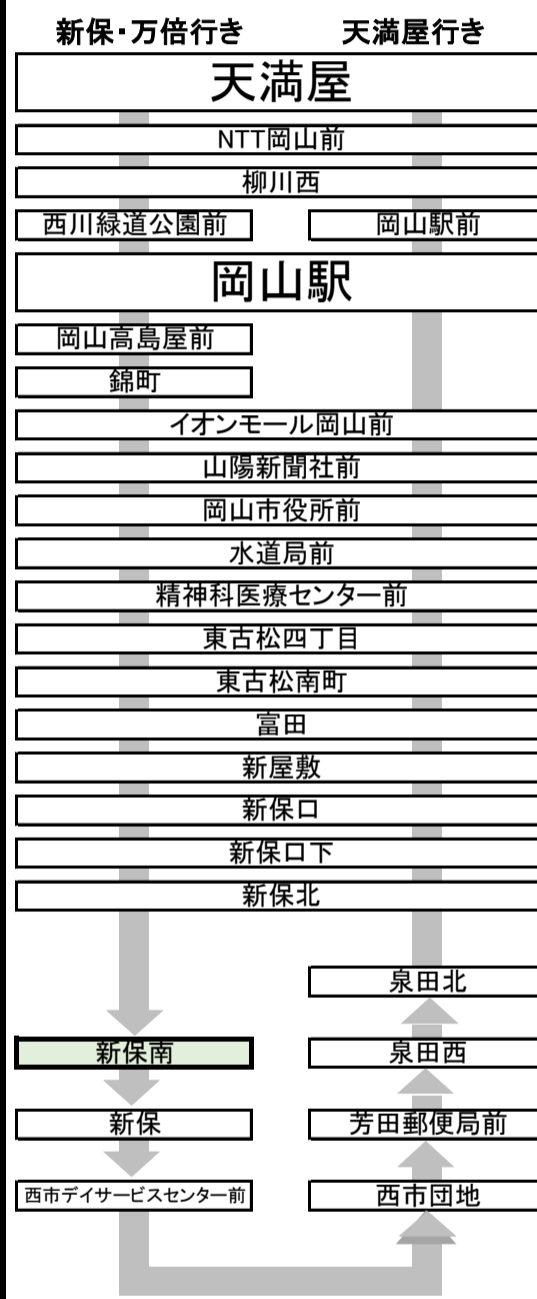 新保・万倍行き 天満屋行き
天満屋
NTT岡山前
柳川西
西川緑道公園前 岡山駅前
岡山駅
岡山高島屋前
錦町
イオンモール岡山前
山陽新聞社前
岡山市役所前
水道局前
精神科医療センター前
東古松四丁目
東古松南町
富田
新屋敷
新保口
新保口下
新保北
泉田北
新保南 泉田西
新保 芳田郵便局前
西市デイサービスセンター前 西市団地